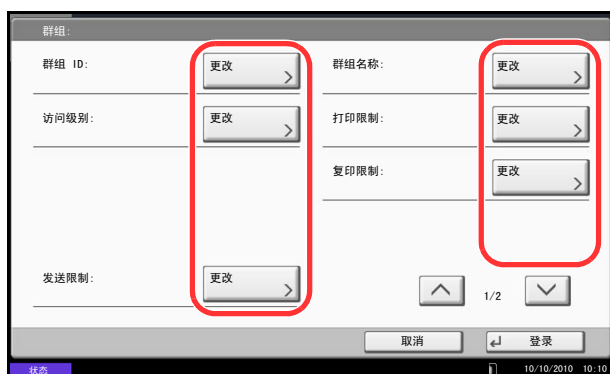 群组:
群组 ID: 更改 群组名称: 更改
访问级别: 更改 打印限制: 更改
复印限制: 更改
发送限制: 更改 1/2
取消 登录
状态 10/10/2010 10:10